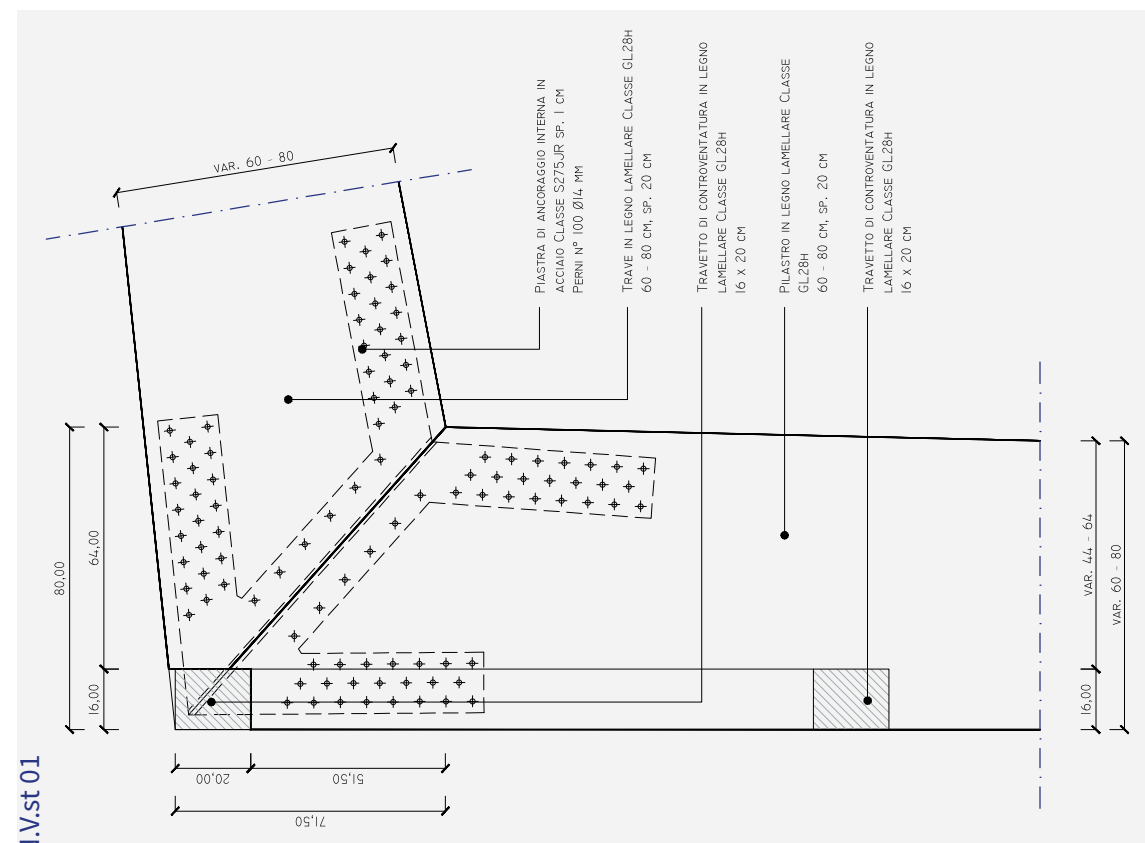 I.V.st 01
VAR. 60 - 80
PIASTRA DI ANCORAGGIO INTERNA IN
ACCIAIO CLASSE S275JR SP. 1 CM
PERNI N° 100 Ø14 MM
TRAVE IN LEGNO LAMELLARE CLASSE GL28H
60 - 80 CM, SP. 20 CM
TRAVETTO DI CONTROVENTATURA IN LEGNO
LAMELLARE CLASSE GL28H
16 X 20 CM
PILASTRO IN LEGNO LAMELLARE CLASSE
GL28H
60 - 80 CM, SP. 20 CM
TRAVETTO DI CONTROVENTATURA IN LEGNO
LAMELLARE CLASSE GL28H
16 X 20 CM
80,00
64,00
16,00
VAR. 44 - 64
VAR. 60 - 80
16,00
20,00
51,50
71,50